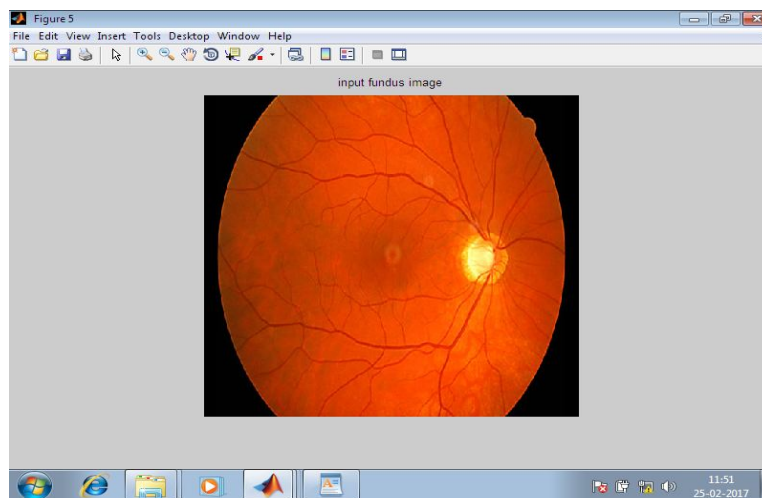 Figure 5
File Edit View Insert Tools Desktop Window Help
input fundus image
11:51
25-02-2017